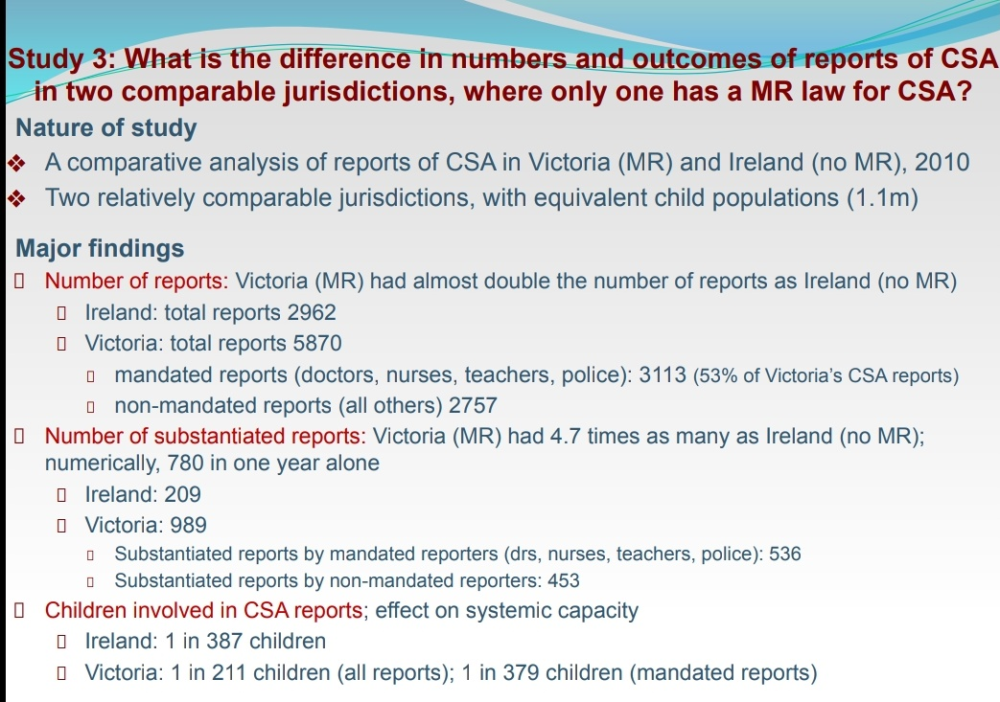 Study 3: What is the difference in numbers and outcomes of reports of CSA
in two comparable jurisdictions, where only one has a MR law for CSA?
Nature of study
❖ A comparative analysis of reports of CSA in Victoria (MR) and Ireland (no MR), 2010
❖ Two relatively comparable jurisdictions, with equivalent child populations (1.1m)
Major findings
▯ Number of reports: Victoria (MR) had almost double the number of reports as Ireland (no MR)
▯ Ireland: total reports 2962
▯ Victoria: total reports 5870
▯ mandated reports (doctors, nurses, teachers, police): 3113 (53% of Victoria's CSA reports)
▯ non-mandated reports (all others) 2757
▯ Number of substantiated reports: Victoria (MR) had 4.7 times as many as Ireland (no MR);
numerically, 780 in one year alone
▯ Ireland: 209
▯ Victoria: 989
▯ Substantiated reports by mandated reporters (drs, nurses, teachers, police): 536
▯ Substantiated reports by non-mandated reporters: 453
▯ Children involved in CSA reports; effect on systemic capacity
▯ Ireland: 1 in 387 children
▯ Victoria: 1 in 211 children (all reports); 1 in 379 children (mandated reports)